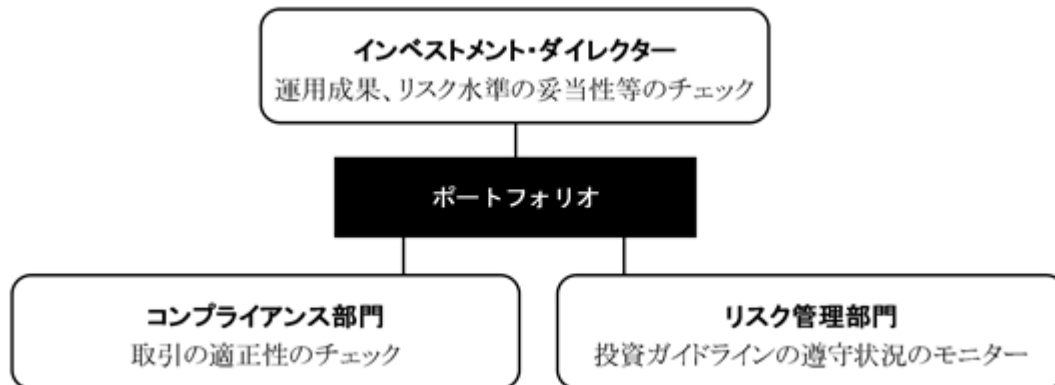 インベストメント・ダイレクター
運用成果、リスク水準の妥当性等のチェック
ポートフォリオ
コンプライアンス部門
取引の適正性のチェック
リスク管理部門
投資ガイドラインの遵守状況のモニター